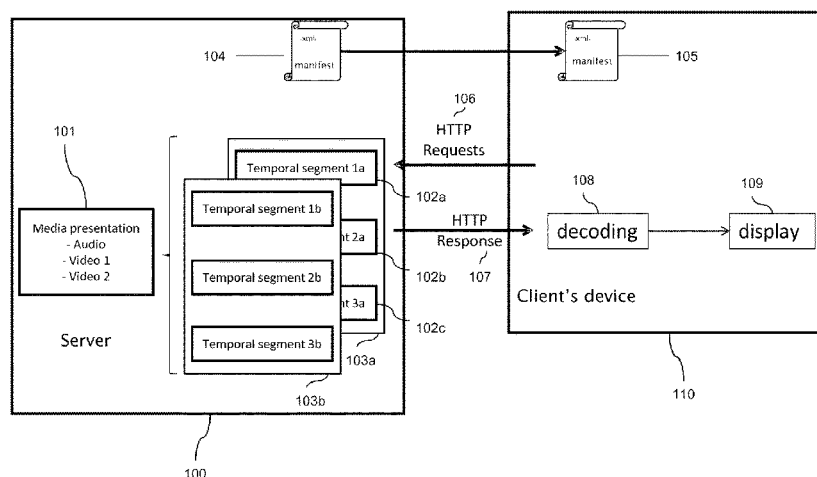 104
xml
manifest
xml
manifest
105
106
HTTP
Requests
101
Media presentation
- Audio
- Video 1
- Video 2
Temporal segment 1a
102a
Temporal segment 1b
nt 2a
102b
Temporal segment 2b
nt 3a
102c
Temporal segment 3b
103a
103b
HTTP
Response
107
108
decoding
109
display
Server
Client's device
100
110